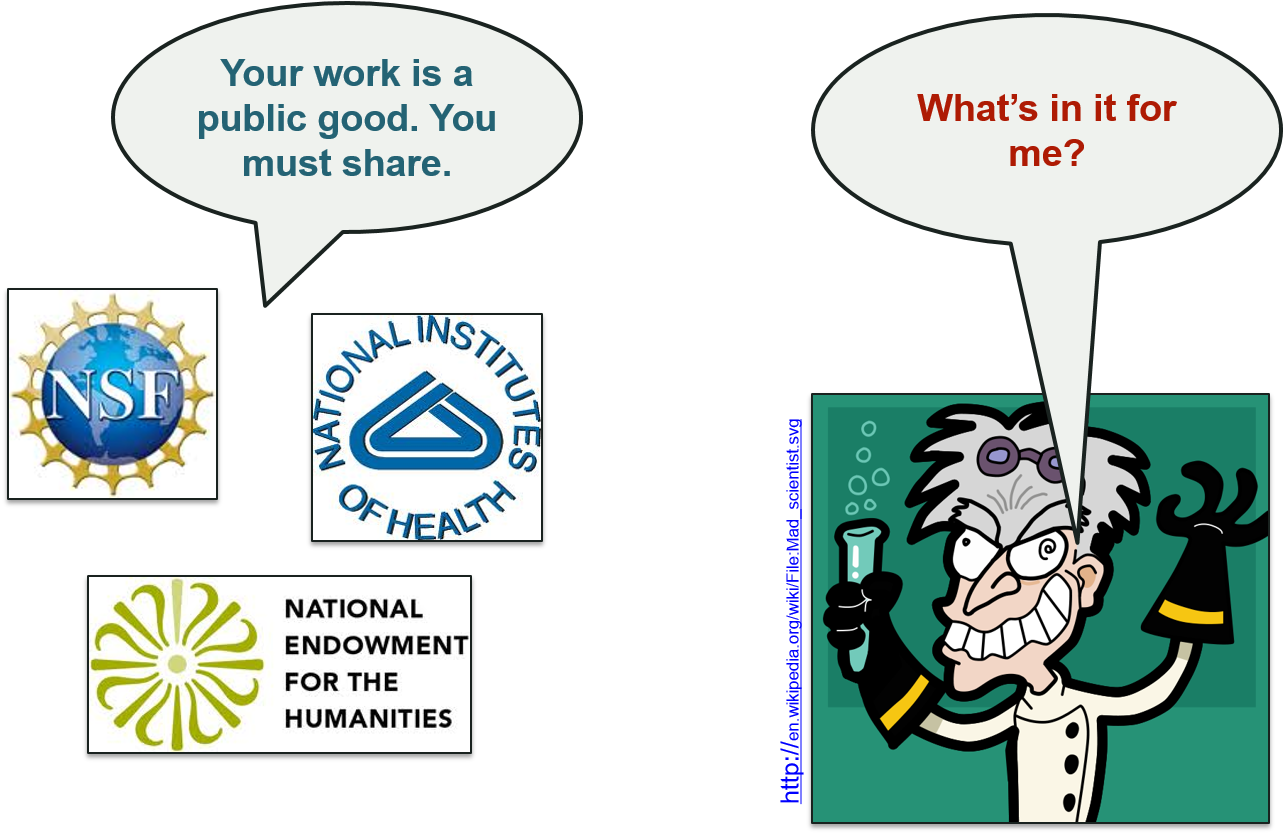 Your work is a
public good. You
must share.
What's in it for
me?
NSF
NATIONAL INSTITUTES
OF HEALTH
NATIONAL
ENDOWMENT
FOR THE
HUMANITIES
http://en.wikipedia.org/wiki/File:Mad_scientist.svg